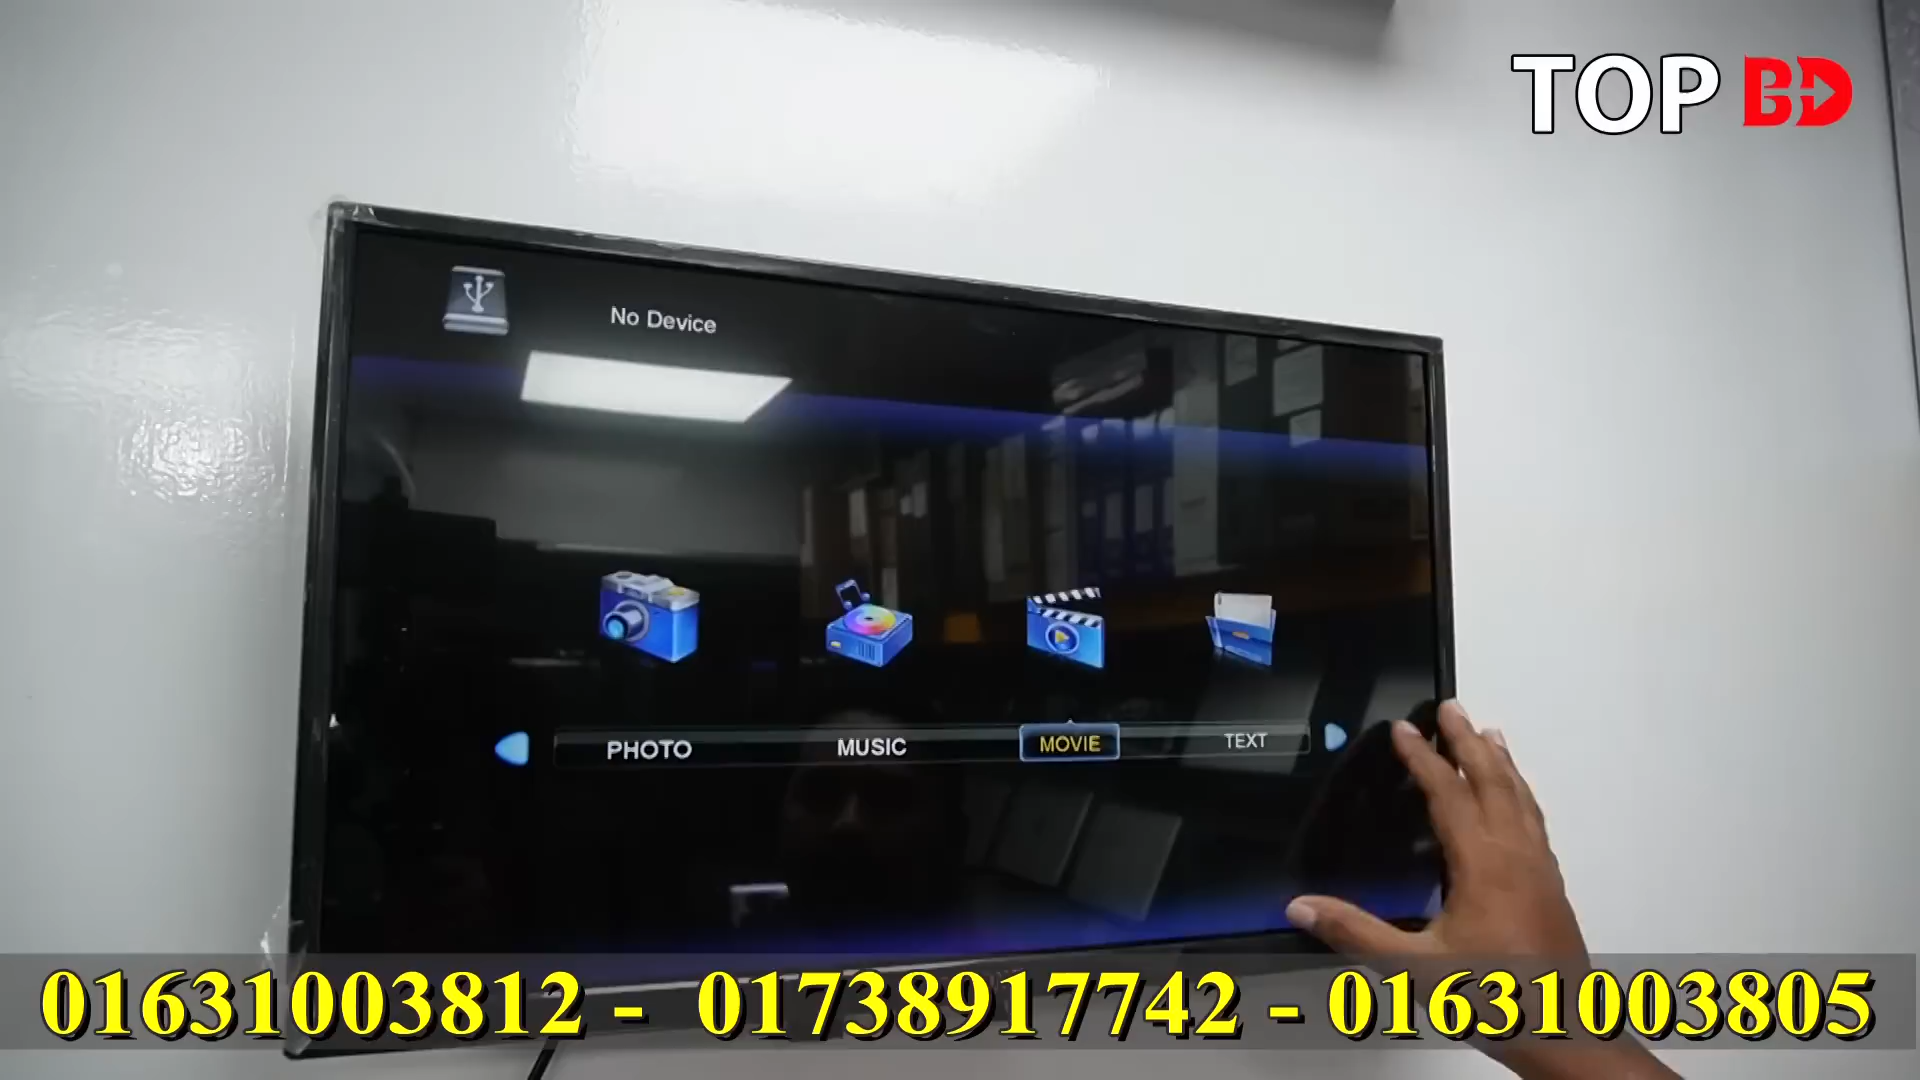 TOP BD
No Device
PHOTO MUSIC MOVIE TEXT
01631003812 - 01738917742 - 01631003805